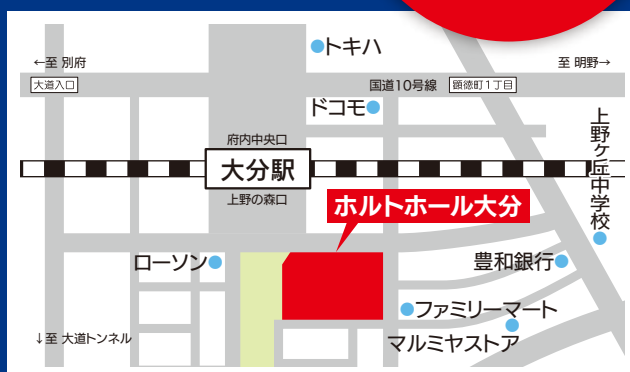 トキハ
←至 別府
至 明野→
大道入口
国道10号線
顕徳町1丁目
ドコモ
上野ヶ丘中学校
府内中央口
大分駅
上野の森口
ホルトホール大分
ローソン
豊和銀行
ファミリーマート
↓至 大道トンネル
マルミヤストア